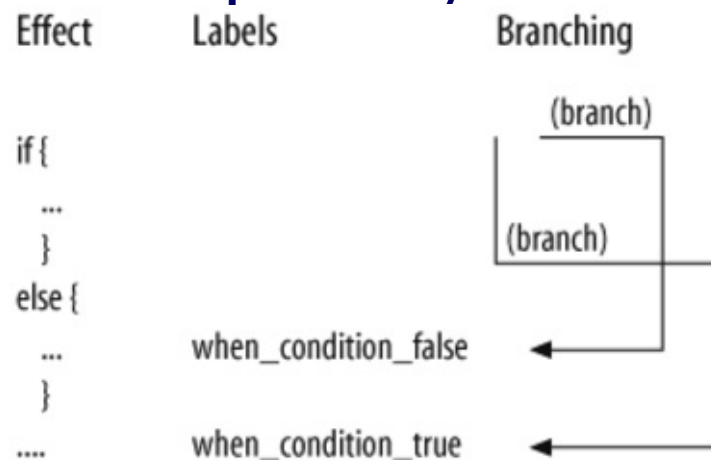 Effect Labels Branching
(branch)
if {
...
}
(branch)
else {
... when_condition_false
}
.... when_condition_true